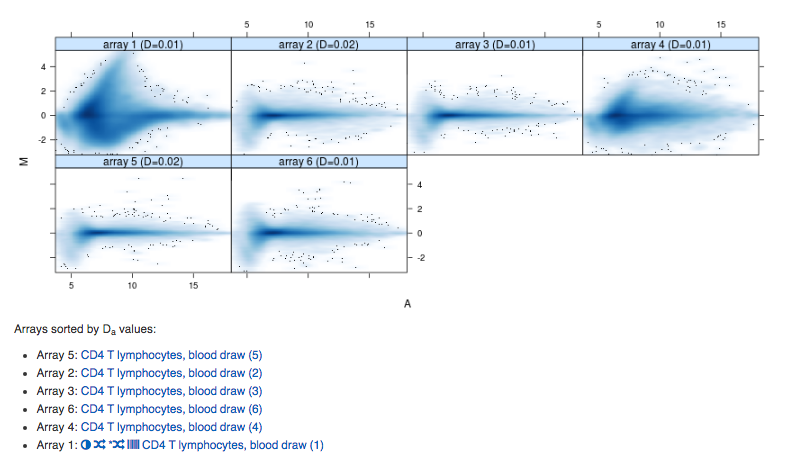 5 10 15 5 10 15
array 1 (D=0.01) array 2 (D=0.02) array 3 (D=0.01) array 4 (D=0.01)
4
2
0
-2
M
array 5 (D=0.02) array 6 (D=0.01)
4
2
0
-2
5 10 15 5 10 15
A
Arrays sorted by Da values:
• Array 5: CD4 T lymphocytes, blood draw (5)
• Array 2: CD4 T lymphocytes, blood draw (2)
• Array 3: CD4 T lymphocytes, blood draw (3)
• Array 6: CD4 T lymphocytes, blood draw (6)
• Array 4: CD4 T lymphocytes, blood draw (4)
• Array 1: * CD4 T lymphocytes, blood draw (1)